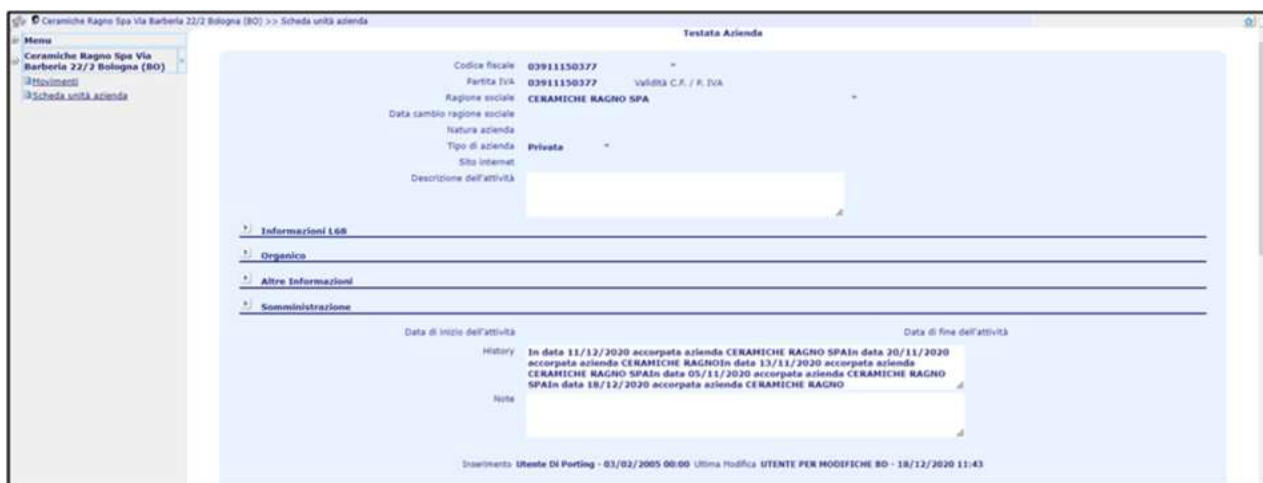 Ceramiche Ragno Spa Via Barberia 22/2 Bologna (BO) >> Scheda unità azienda
Menu
Ceramiche Ragno Spa Via
Barberia 22/2 Bologna (BO)
Movimenti
Scheda unità azienda
Testata Azienda
Codice fiscale 03911150377
Partita IVA 03911150377 Validità C.F. / P. IVA
Ragione sociale CERAMICHE RAGNO SPA
Data cambio ragione sociale
Natura azienda
Tipo di azienda Privata
Sito internet
Descrizione dell'attività
Informazioni L68
Organico
Altre Informazioni
Somministrazione
Data di inizio dell'attività Data di fine dell'attività
History In data 11/12/2020 accorpata azienda CERAMICHE RAGNO SPAIn data 20/11/2020
accorpata azienda CERAMICHE RAGNOIn data 13/11/2020 accorpata azienda
CERAMICHE RAGNO SPAIn data 05/11/2020 accorpata azienda CERAMICHE RAGNO
SPAIn data 18/12/2020 accorpata azienda CERAMICHE RAGNO
Note
Inserimento Utente Di Porting - 03/02/2005 00:00 Ultima Modifica UTENTE PER MODIFICHE BO - 18/12/2020 11:43